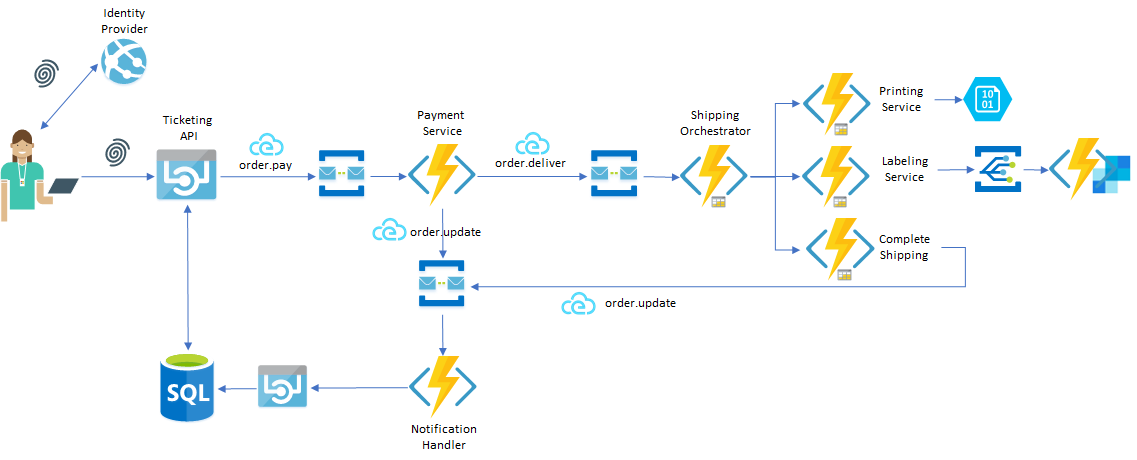 Identity
Provider
Ticketing
API
order.pay
Payment
Service
order.deliver
Shipping
Orchestrator
Printing
Service
10
01
Labeling
Service
order.update
Complete
Shipping
order.update
SQL
Notification
Handler